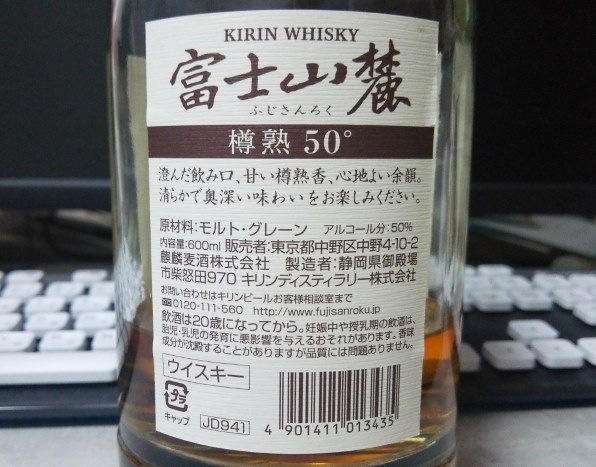 KIRIN WHISKY
富士山麓
ふじさんろく
樽熟 50°
澄んだ飲み口、甘い樽熟香、心地よい余韻。
清らかで奥深い味わいをお楽しみください。
原材料:モルト・グレーン アルコール分:50%
内容量:600ml 販売者:東京都中野区中野4-10-2
麒麟麦酒株式会社 製造者:静岡県御殿場
市柴怒田970 キリンディスティラリー株式会社
お問い合わせはキリンビールお客様相談室まで
0120-111-560 http://www.fujisanroku.jp/
飲酒は20歳になってから。妊娠中や授乳期の飲酒は、
胎児・乳児の発育に悪影響を与えるおそれがあります。香味
成分が沈殿することがありますが品質には問題ありません。
ウイスキー
プラ
キャップ
JD941
4 901411 013435